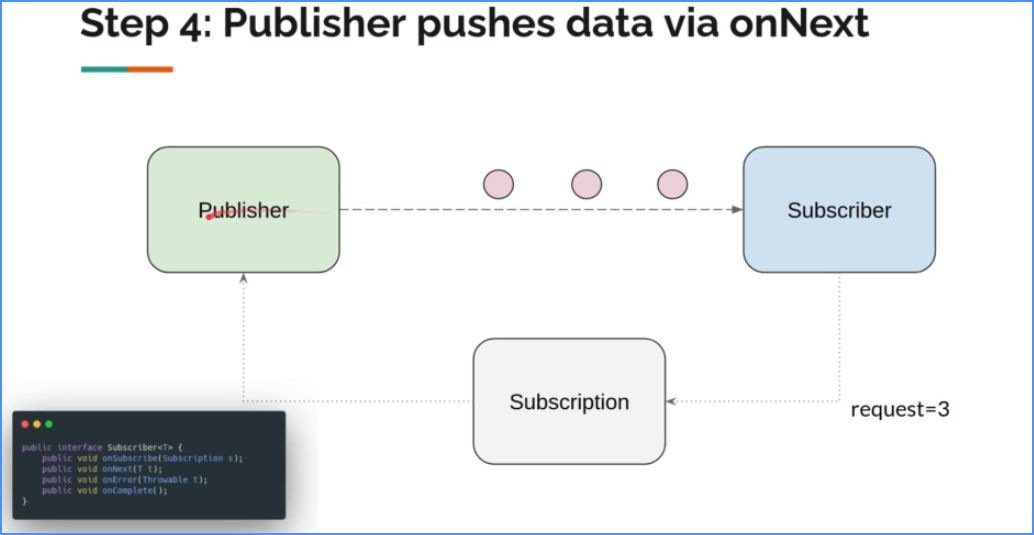 Step 4: Publisher pushes data via onNext
Publisher
Subscriber
Subscription
request=3
public interface Subscriber<T> {
    public void onSubscribe(Subscription s);
    public void onNext(T t);
    public void onError(Throwable t);
    public void onComplete();
}